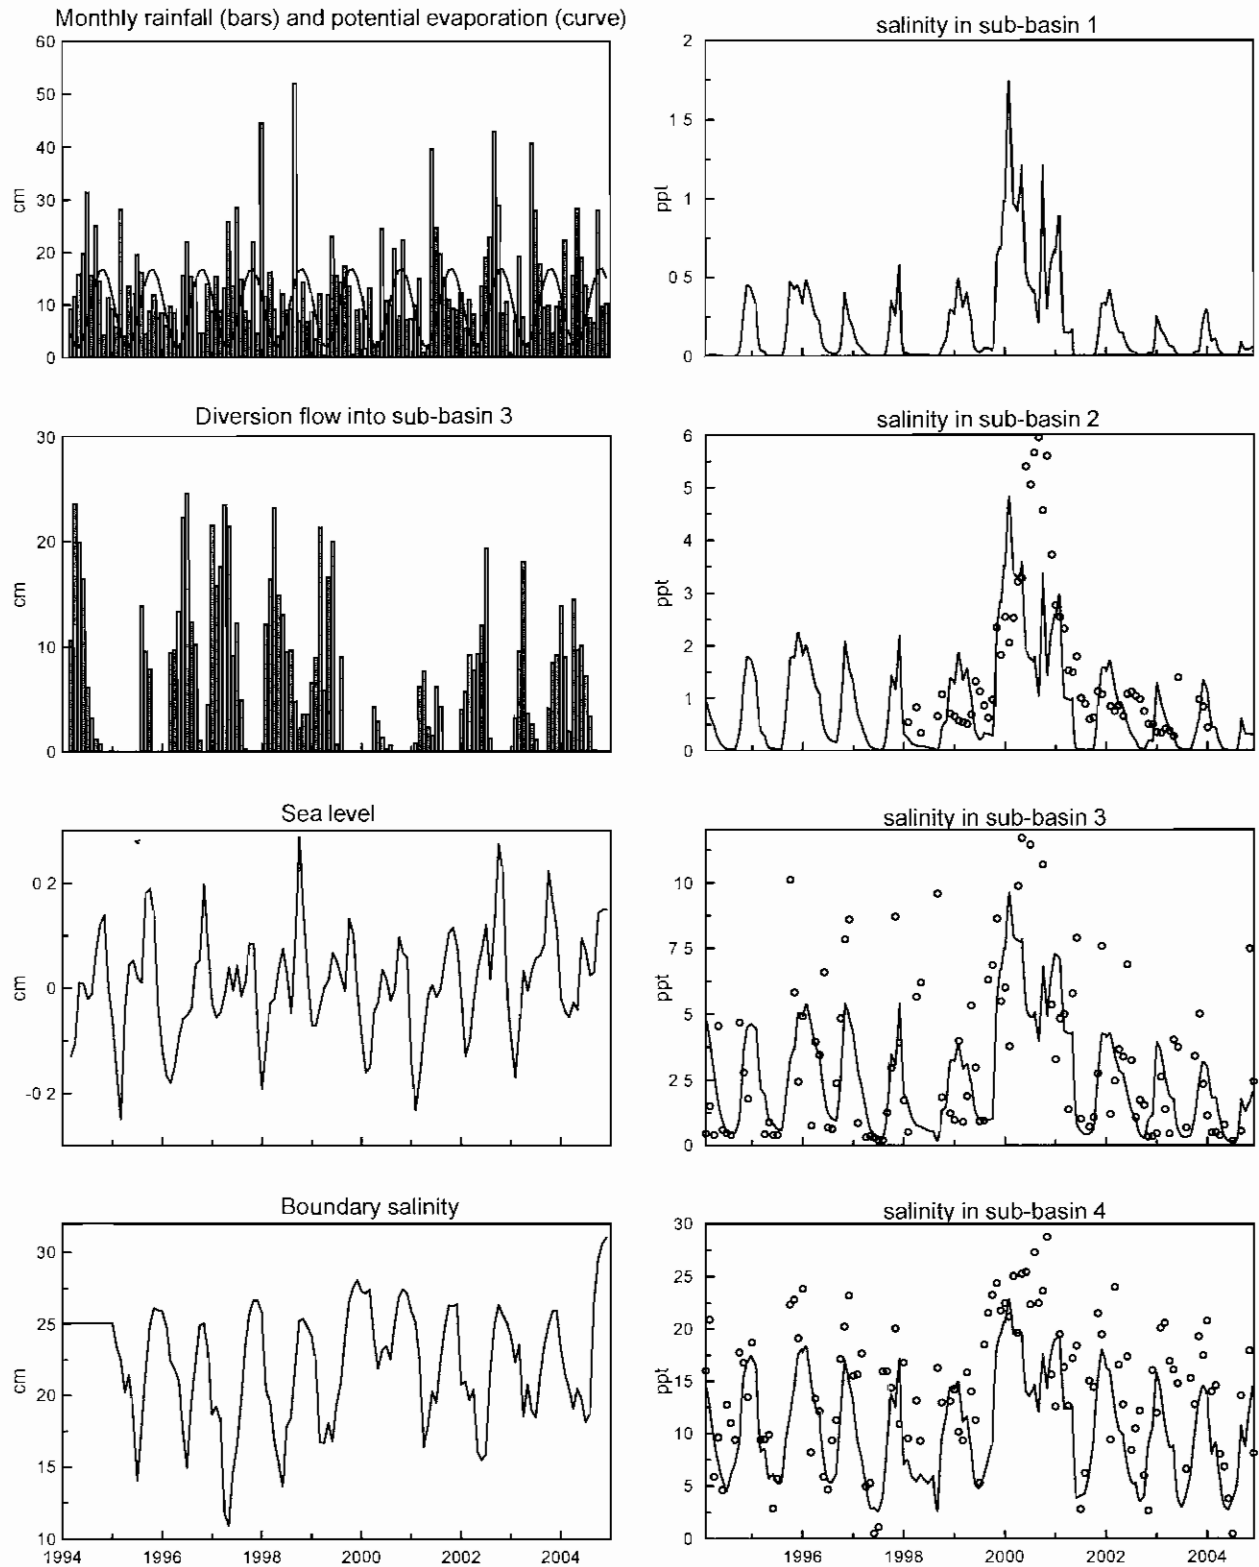 Monthly rainfall (bars) and potential evaporation (curve)
60
50
40
30
20
10
0
cm
Diversion flow into sub-basin 3
30
20
10
0
cm
Sea level
0 2
0
-0 2
cm
Boundary salinity
30
25
20
15
10
cm
1994 1996 1998 2000 2002 2004
salinity in sub-basin 1
2
1 5
1
0 5
0
ppt
salinity in sub-basin 2
6
5
4
3
2
1
0
ppt
salinity in sub-basin 3
10
7.5
5
2.5
0
ppt
salinity in sub-basin 4
30
25
20
15
10
5
0
ppt
1996 1998 2000 2002 2004